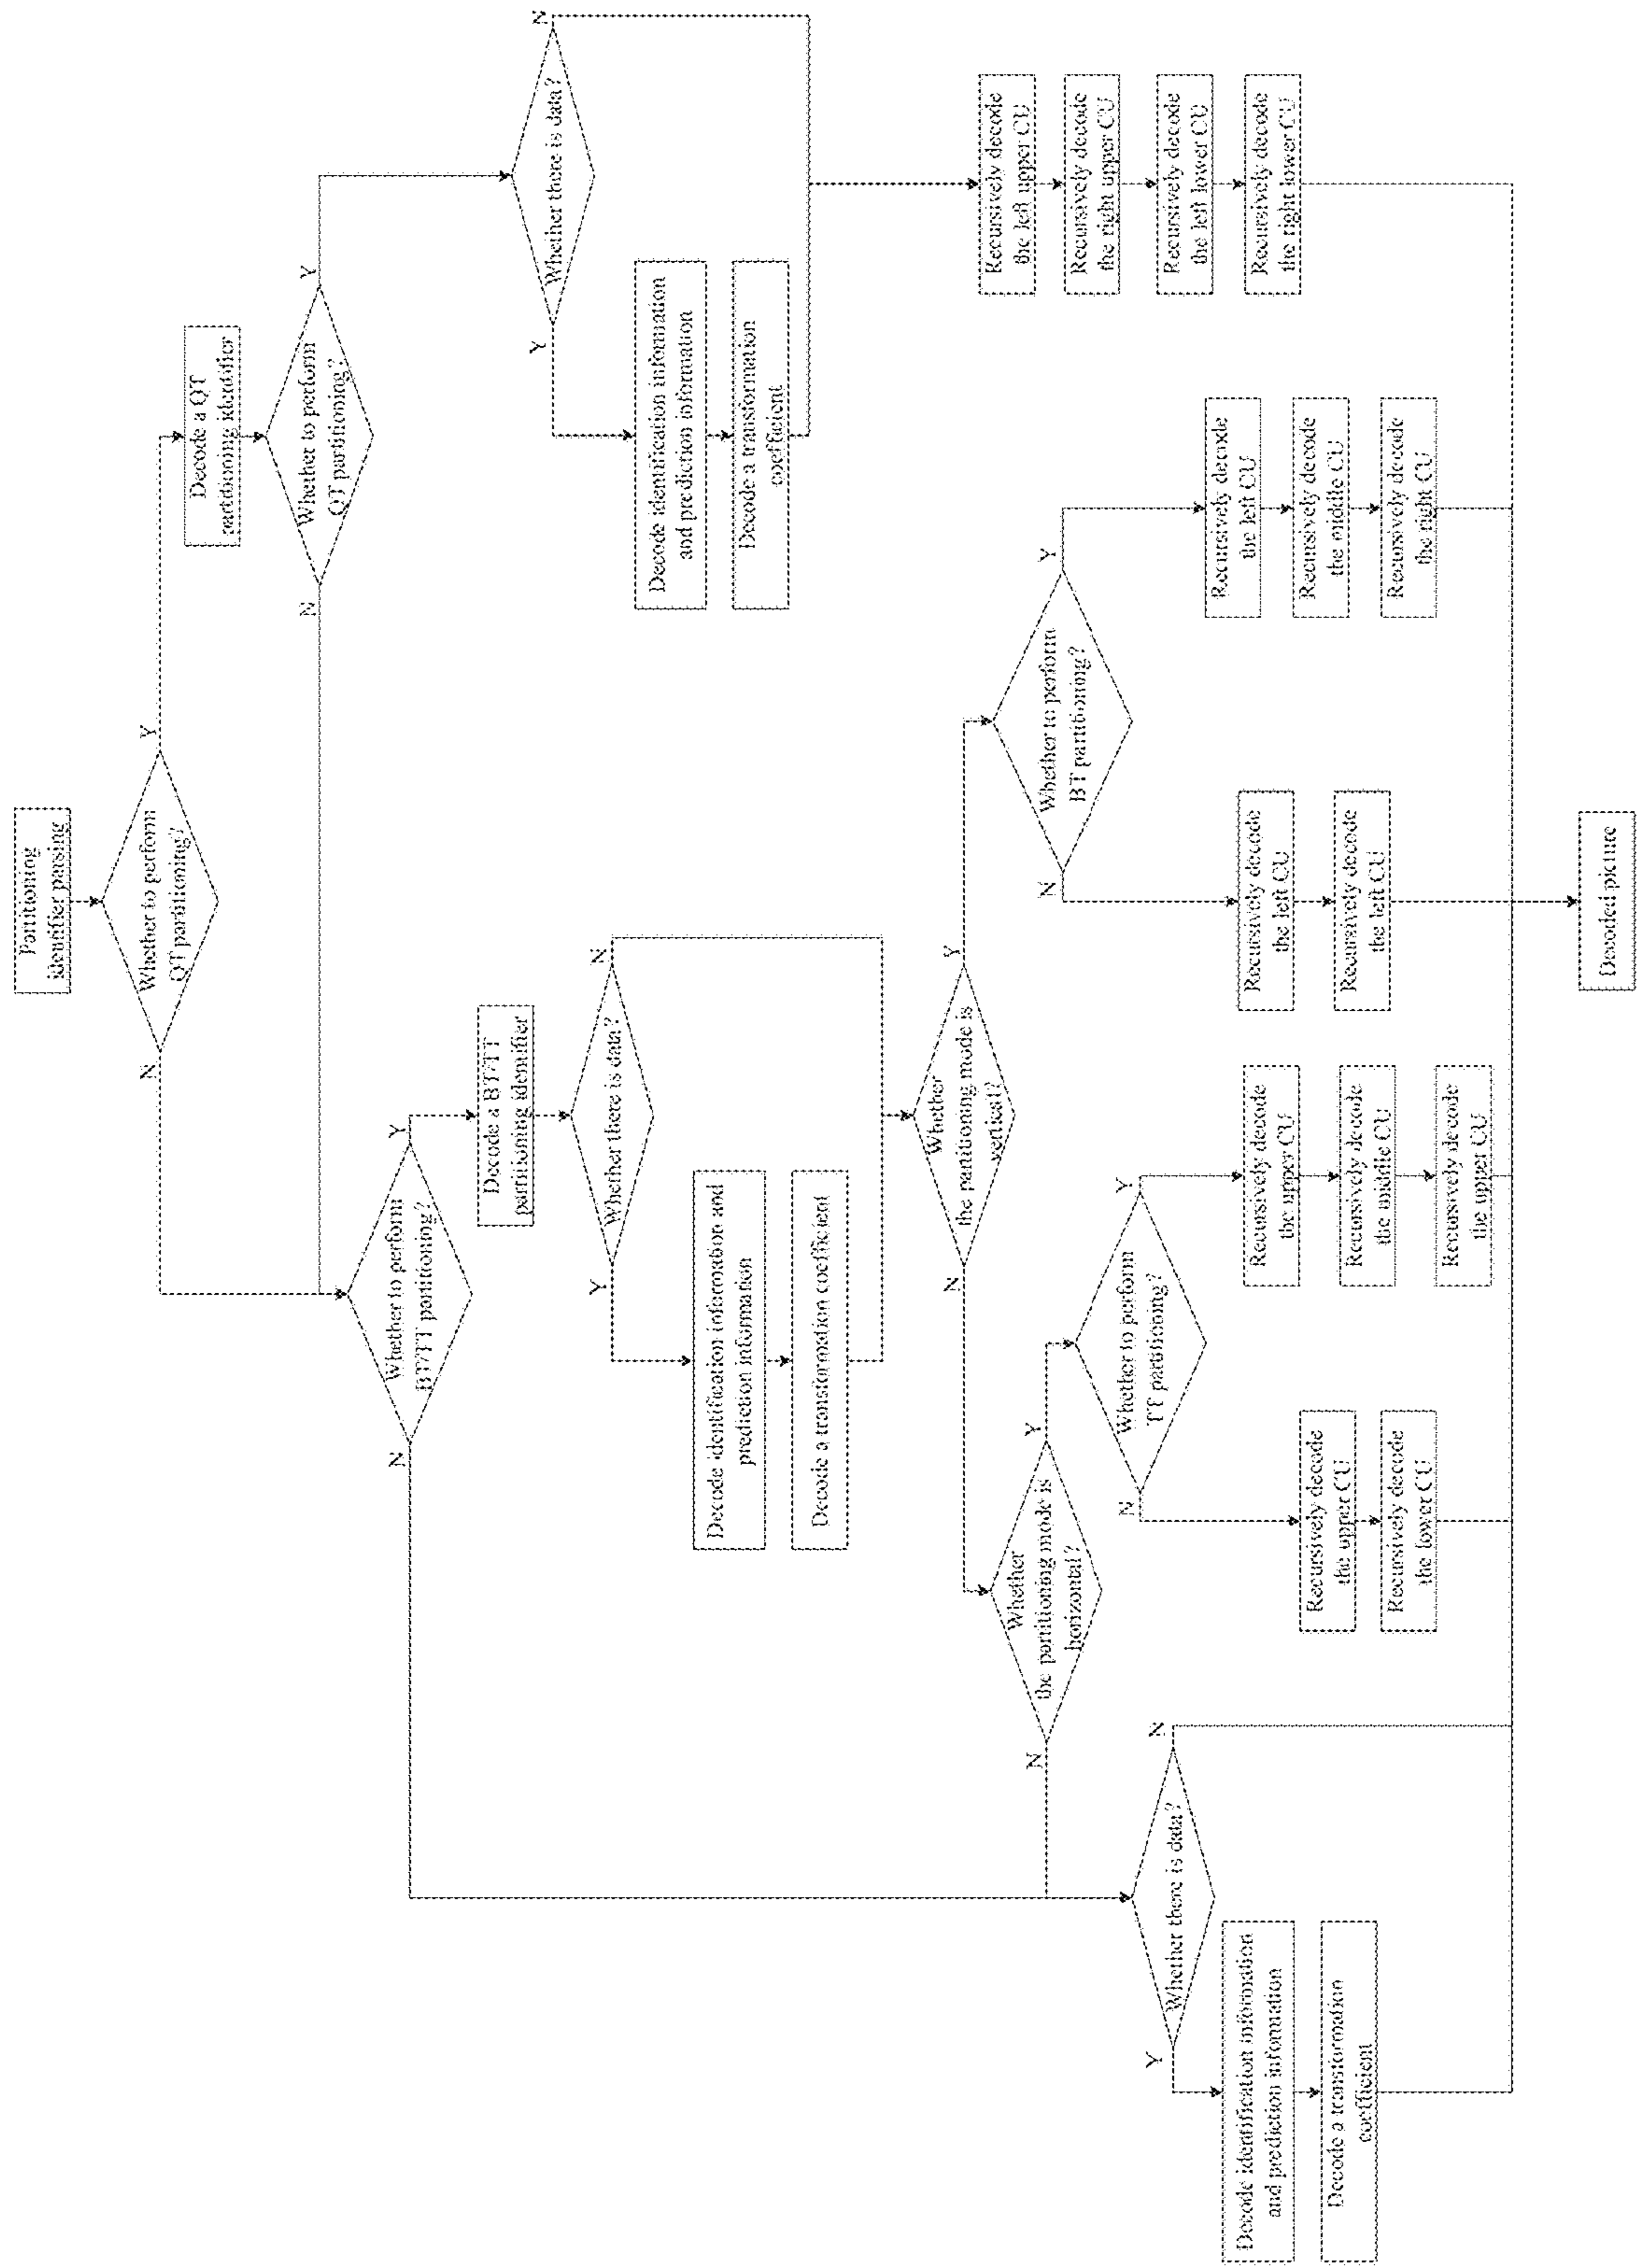 Partitioning
identifier parsing
Whether to perform
QT partitioning?
N
Y
Decode a QT
partitioning identifier
Whether to perform
QT partitioning?
N
Y
Whether to perform
BT/TT partitioning?
N
Y
Decode a BT/TT
partitioning identifier
Whether there is data?
Y
N
Whether there is data?
Y
N
Decode identification information
and prediction information
Decode a transformation
coefficient
Decode identification information and
prediction information
Decode a transformation coefficient
Whether
the partitioning mode is
vertical?
N
Y
Whether
the partitioning mode is
horizontal?
N
Y
Whether to perform
BT partitioning?
N
Y
Whether to perform
TT partitioning?
N
Y
Whether there is data?
Y
N
Decode identification information
and prediction information
Decode a transformation
coefficient
Recursively decode
the upper CU
Recursively decode
the lower CU
Recursively decode
the upper CU
Recursively decode
the middle CU
Recursively decode
the upper CU
Recursively decode
the left CU
Recursively decode
the left CU
Recursively decode
the left CU
Recursively decode
the middle CU
Recursively decode
the right CU
Recursively decode
the left upper CU
Recursively decode
the right upper CU
Recursively decode
the left lower CU
Recursively decode
the right lower CU
Decoded picture